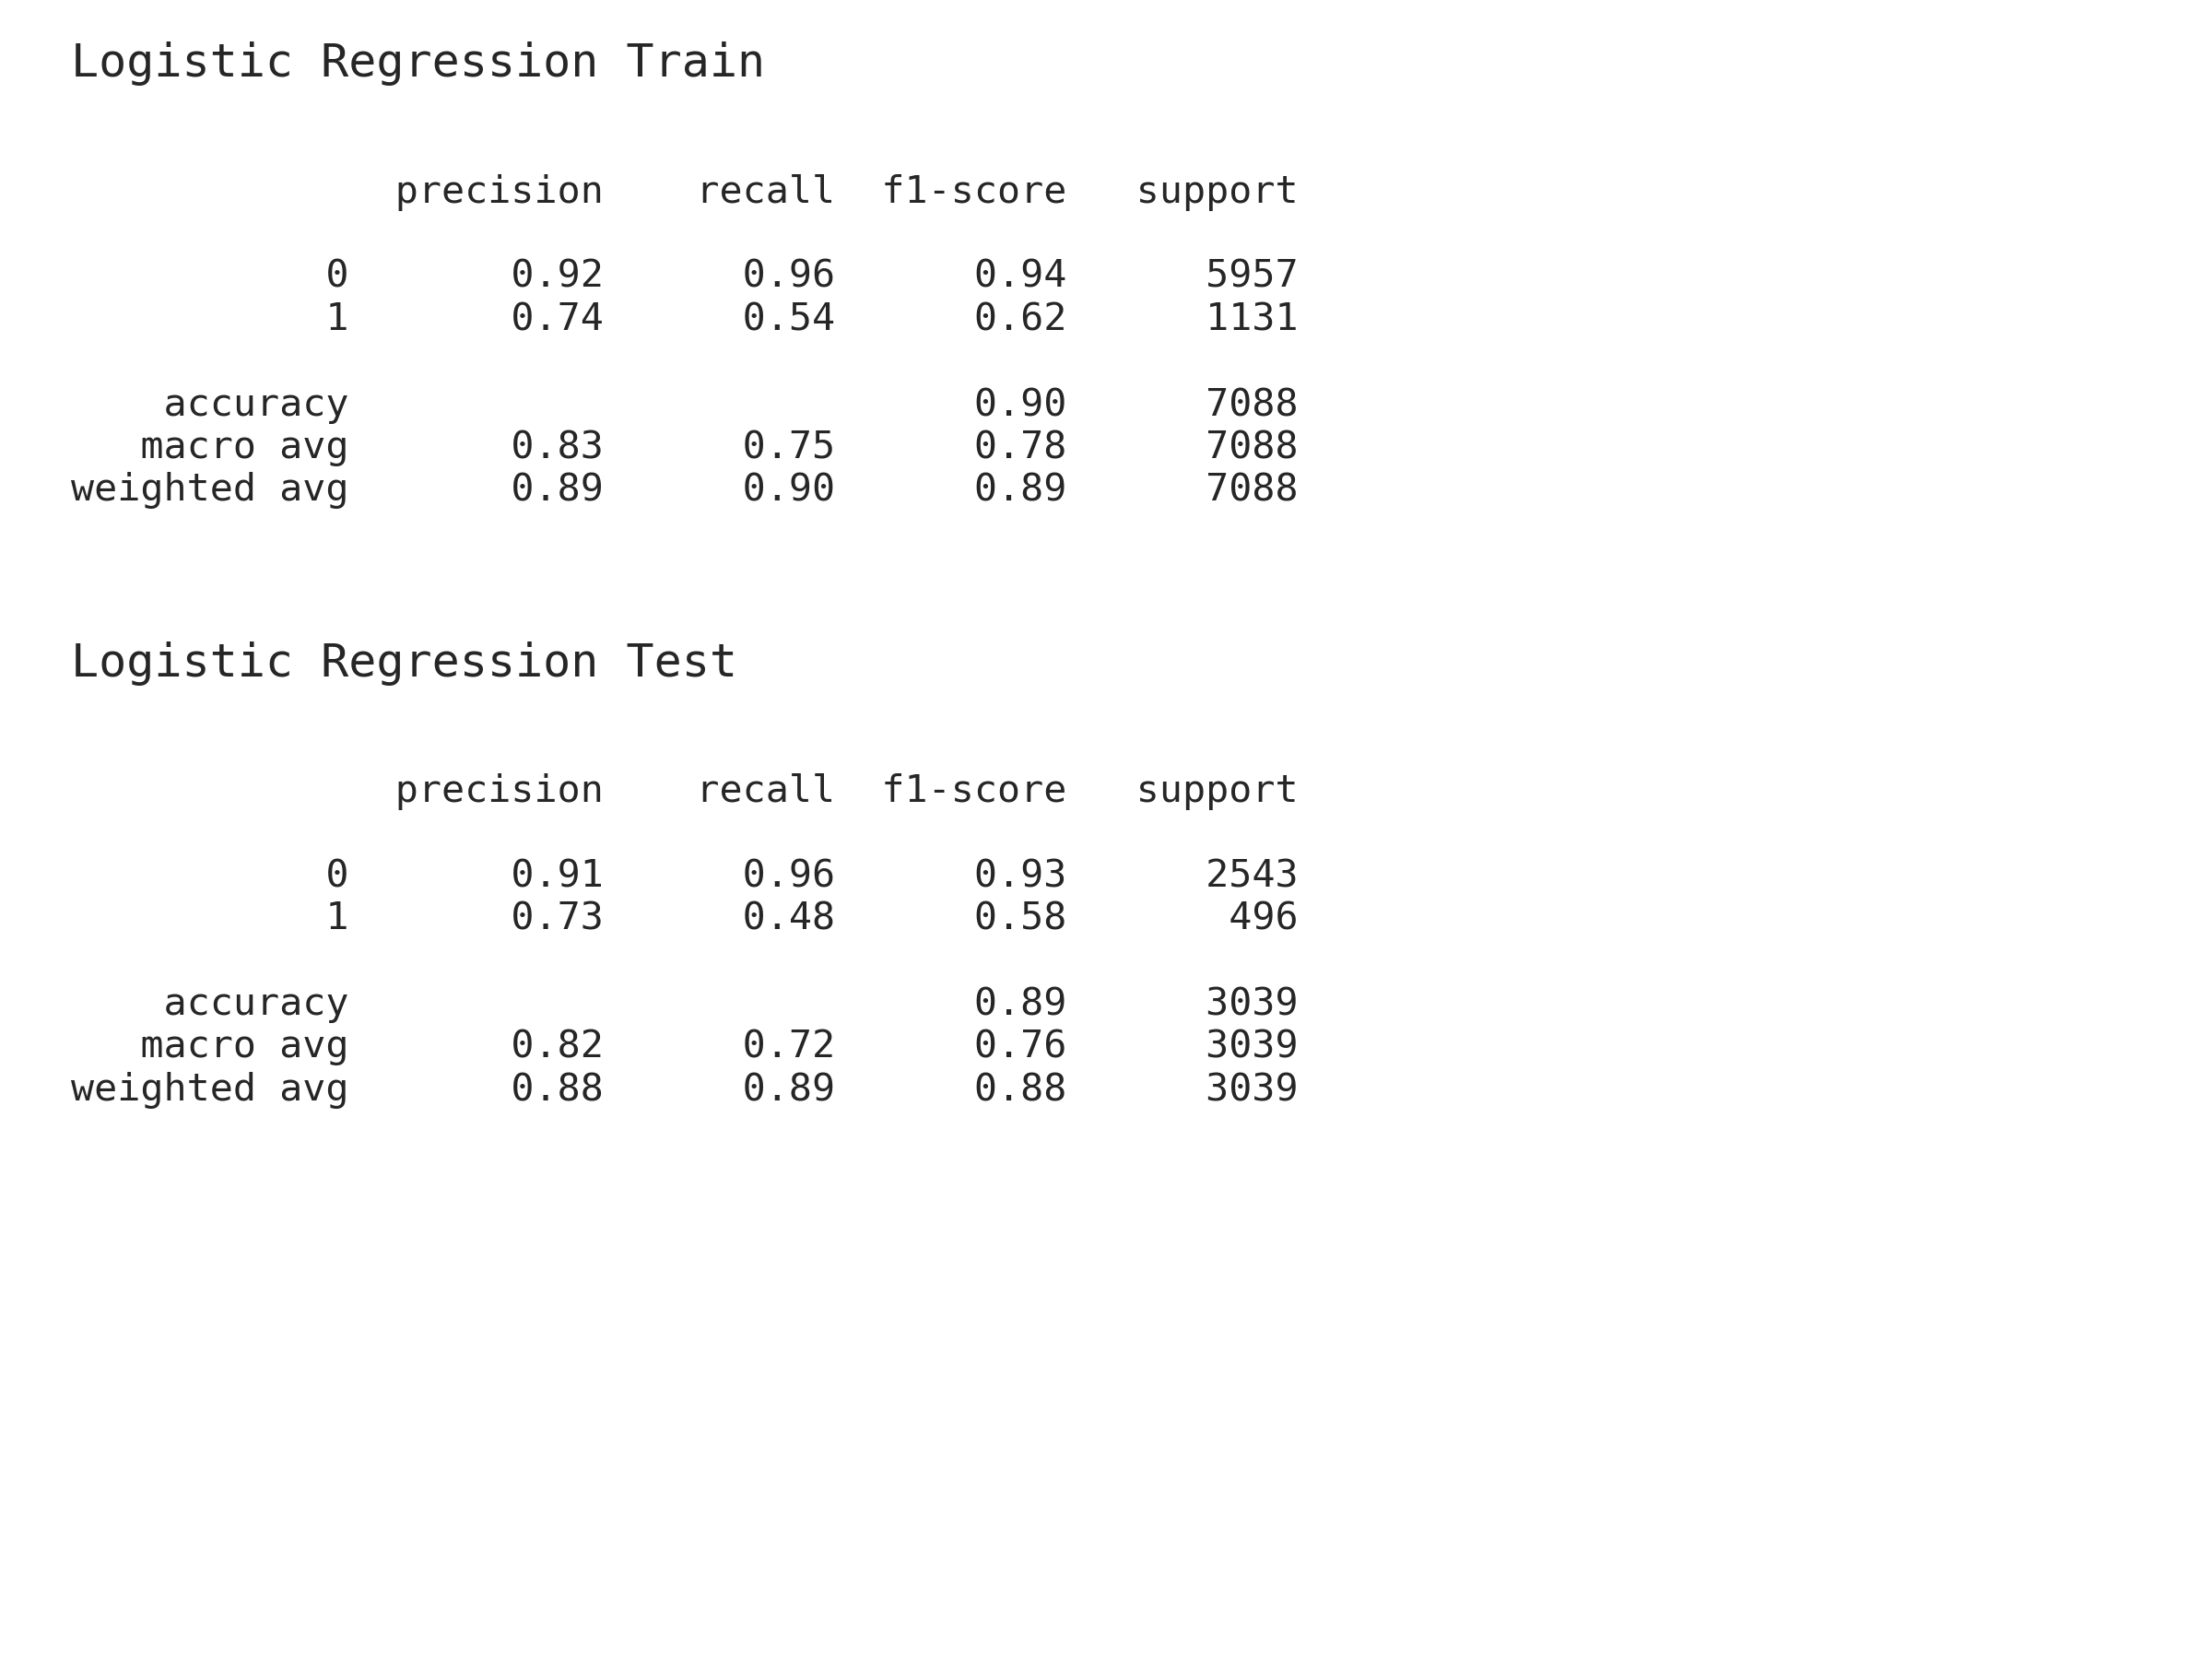 Logistic Regression Train
precision recall f1-score support
0 0.92 0.96 0.94 5957
1 0.74 0.54 0.62 1131
accuracy 0.90 7088
macro avg 0.83 0.75 0.78 7088
weighted avg 0.89 0.90 0.89 7088
Logistic Regression Test
precision recall f1-score support
0 0.91 0.96 0.93 2543
1 0.73 0.48 0.58 496
accuracy 0.89 3039
macro avg 0.82 0.72 0.76 3039
weighted avg 0.88 0.89 0.88 3039